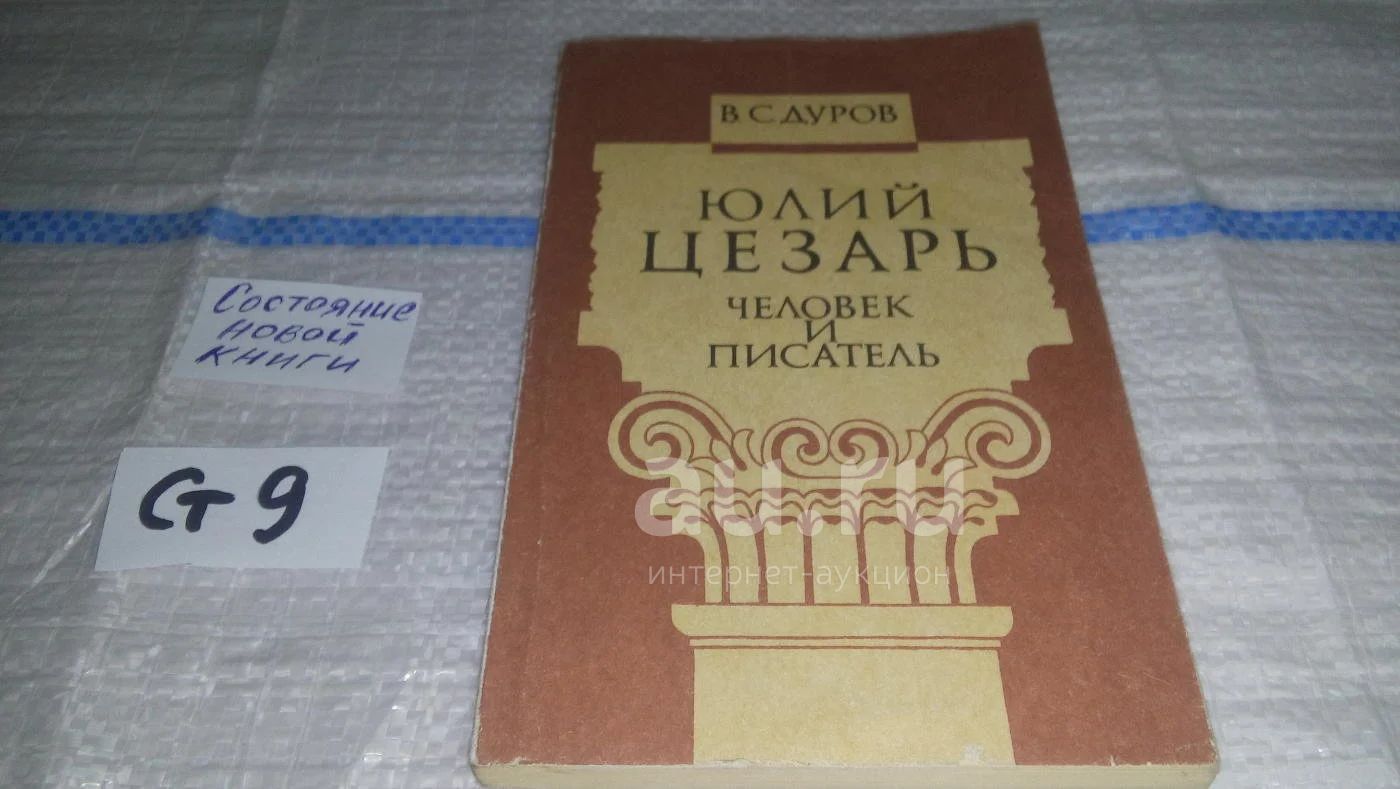 В С ДУРОВ
ЮЛИЙ
ЦЕЗАРЬ
ЧЕЛОВЕК
И
ПИСАТЕЛЬ
Состояние
новой
книги
Ст 9
au.ru
интернет-аукцион